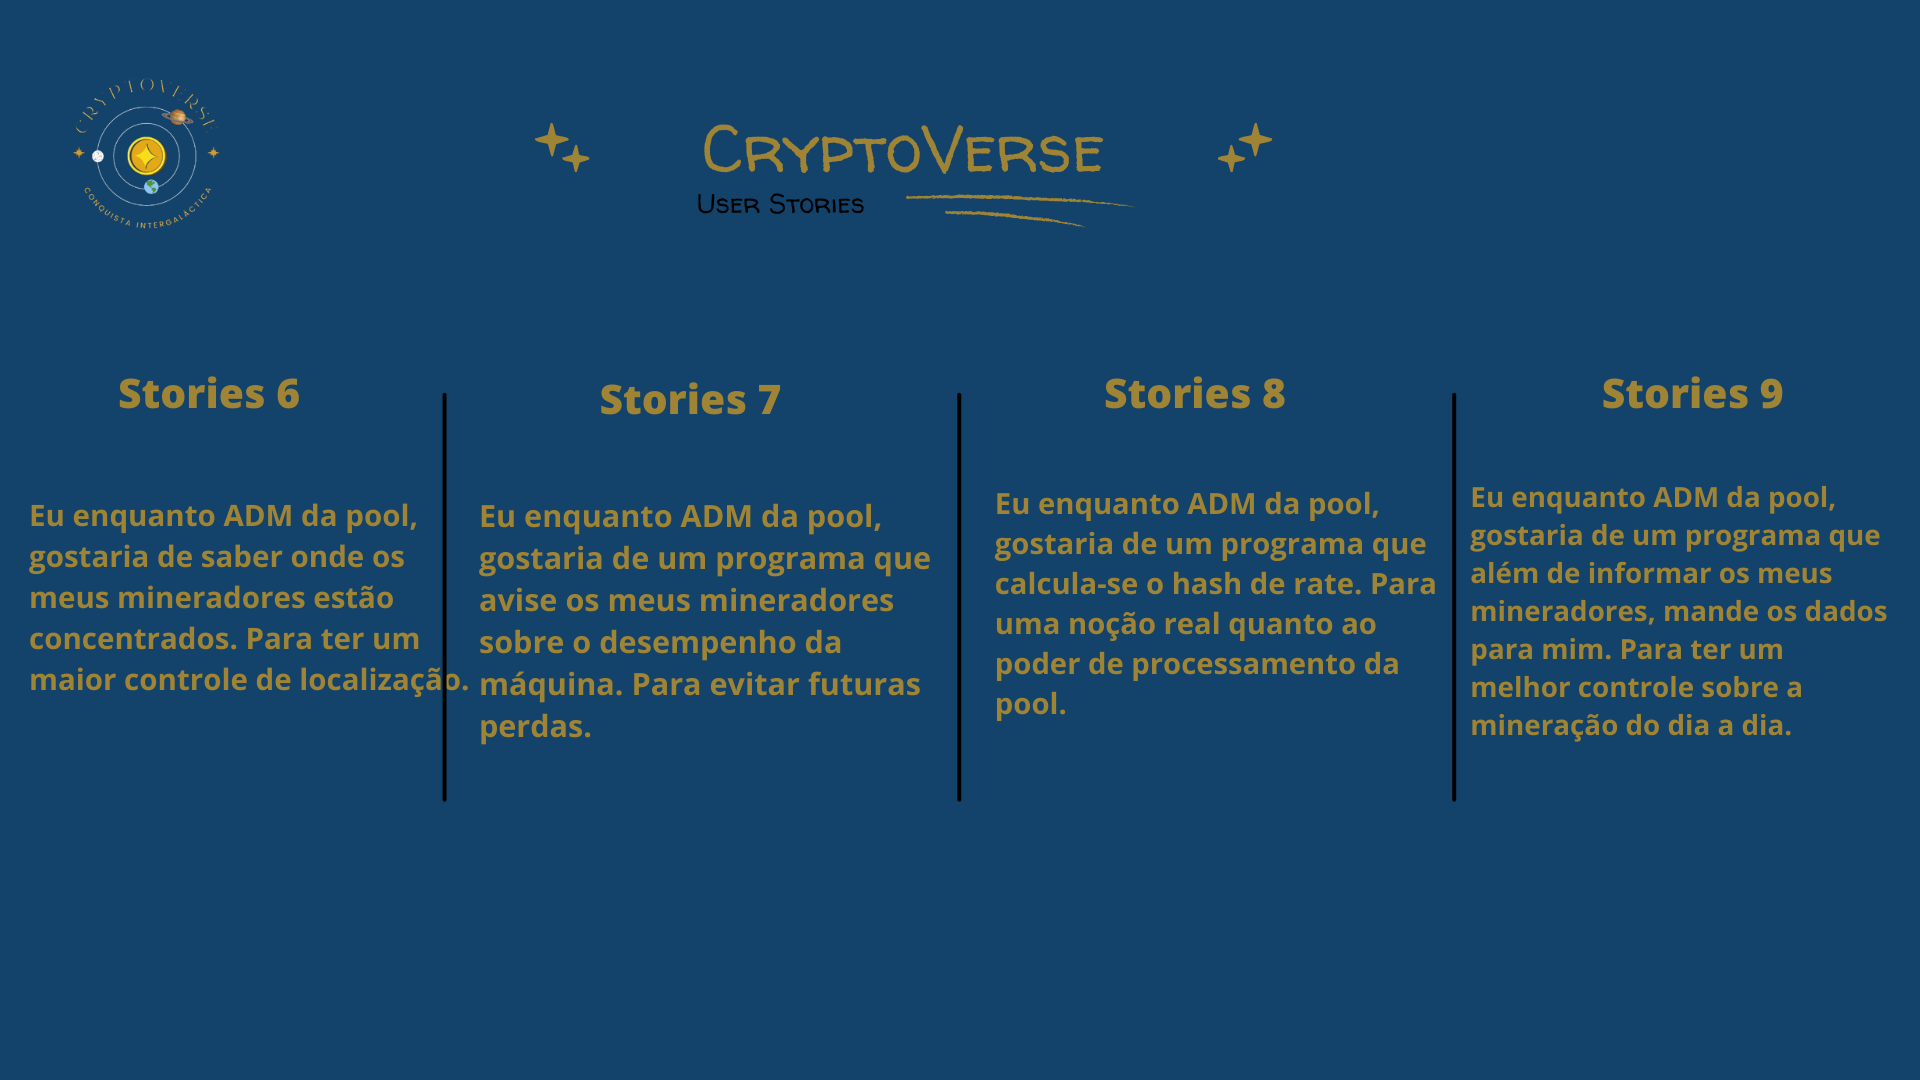 CRYPTOVERSE
CONQUISTA INTERGALÁCTICA
CryptoVerse
User Stories
Stories 6
Eu enquanto ADM da pool,
gostaria de saber onde os
meus mineradores estão
concentrados. Para ter um
maior controle de localização.
Stories 7
Eu enquanto ADM da pool,
gostaria de um programa que
avise os meus mineradores
sobre o desempenho da
máquina. Para evitar futuras
perdas.
Stories 8
Eu enquanto ADM da pool,
gostaria de um programa que
calcula-se o hash de rate. Para
uma noção real quanto ao
poder de processamento da
pool.
Stories 9
Eu enquanto ADM da pool,
gostaria de um programa que
além de informar os meus
mineradores, mande os dados
para mim. Para ter um
melhor controle sobre a
mineração do dia a dia.